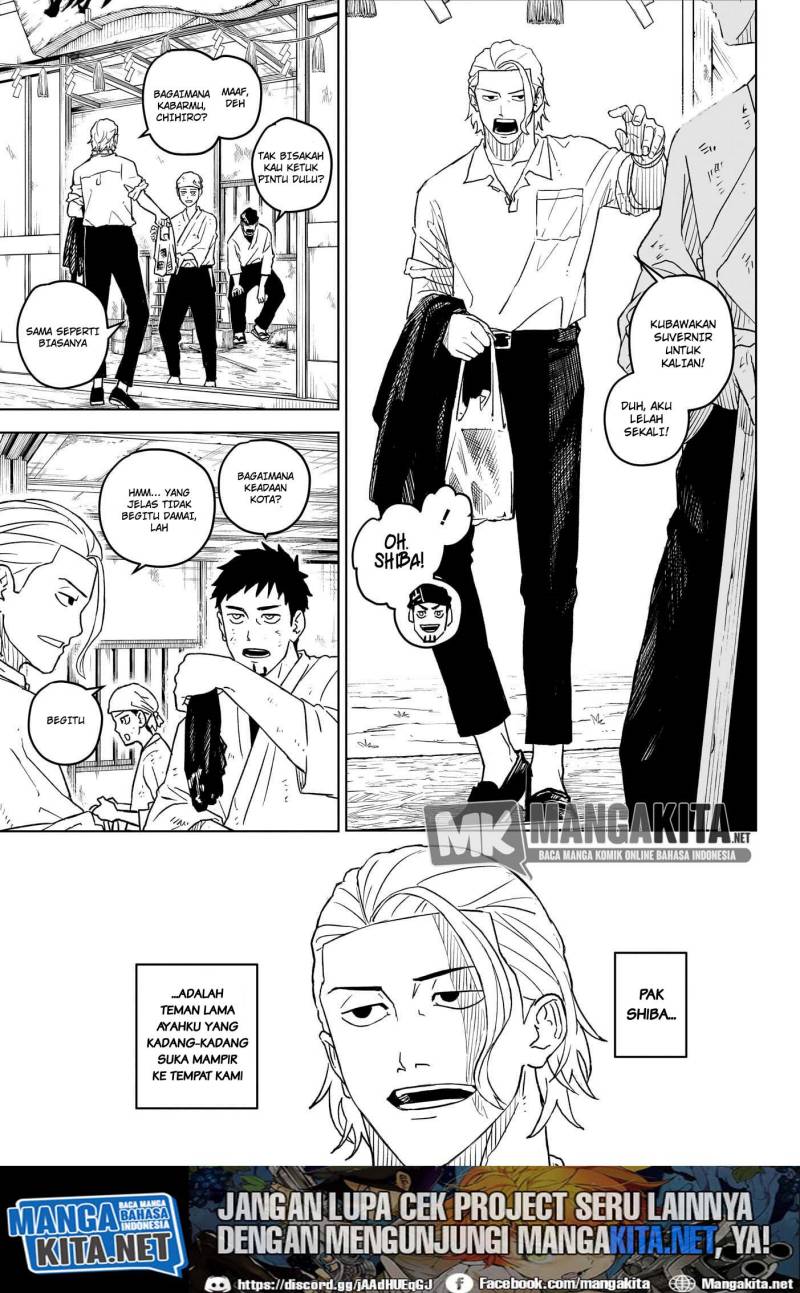 KUBAWAKAN
SUVERNIR
UNTUK
KALIAN!
DUH, AKU
LELAH
SEKALI!
!
OH.
SHIBA!
MAAF,
DEH
BAGAIMANA
KABARMU,
CHIHIRO?
TAK BISAKAH
KAU KETUK
PINTU DULU?
SAMA SEPERTI
BIASANYA
BAGAIMANA
KEADAAN
KOTA?
HMM... YANG
JELAS TIDAK
BEGITU DAMAI,
LAH
BEGITU
MK MANGAKITA.NET
BACA MANGA KOMIK ONLINE BAHASA INDONESIA
PAK
SHIBA...
...ADALAH
TEMAN LAMA
AYAHKU YANG
KADANG-KADANG
SUKA MAMPIR
KE TEMPAT KAMI
MANGA
BACA MANGA
BAHASA
INDONESIA
KITA.NET
JANGAN LUPA CEK PROJECT SERU LAINNYA
DENGAN MENGUNJUNGI MANGAKITA.NET, YA!
https://discord.gg/jAAdHUEqGJ
Facebook.com/mangakita
Mangakita.net